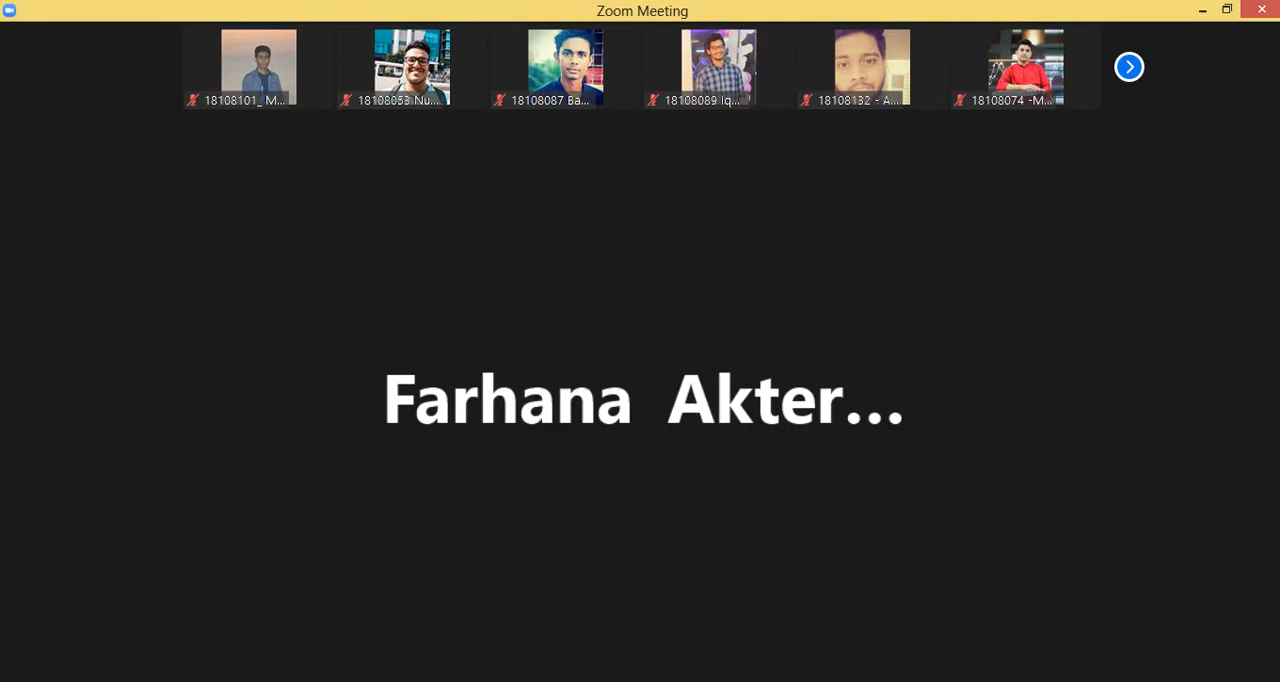 Zoom Meeting
18108101_ M...
18108053 Nu...
18108087 Ba...
18108089 Iq...
18108132 - A...
18108074 -M...
Farhana Akter...